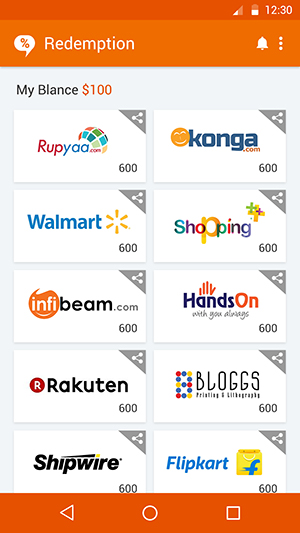 12:30
%
Redemption
My Blance $100
Rupyaa.com
600
konga
.com
600
Walmart
600
Shopping
600
infibeam.com
600
HandsOn
with you always
600
Rakuten
600
BLOGGS
Printing & Lithography
600
Shipwire®
600
Flipkart
600